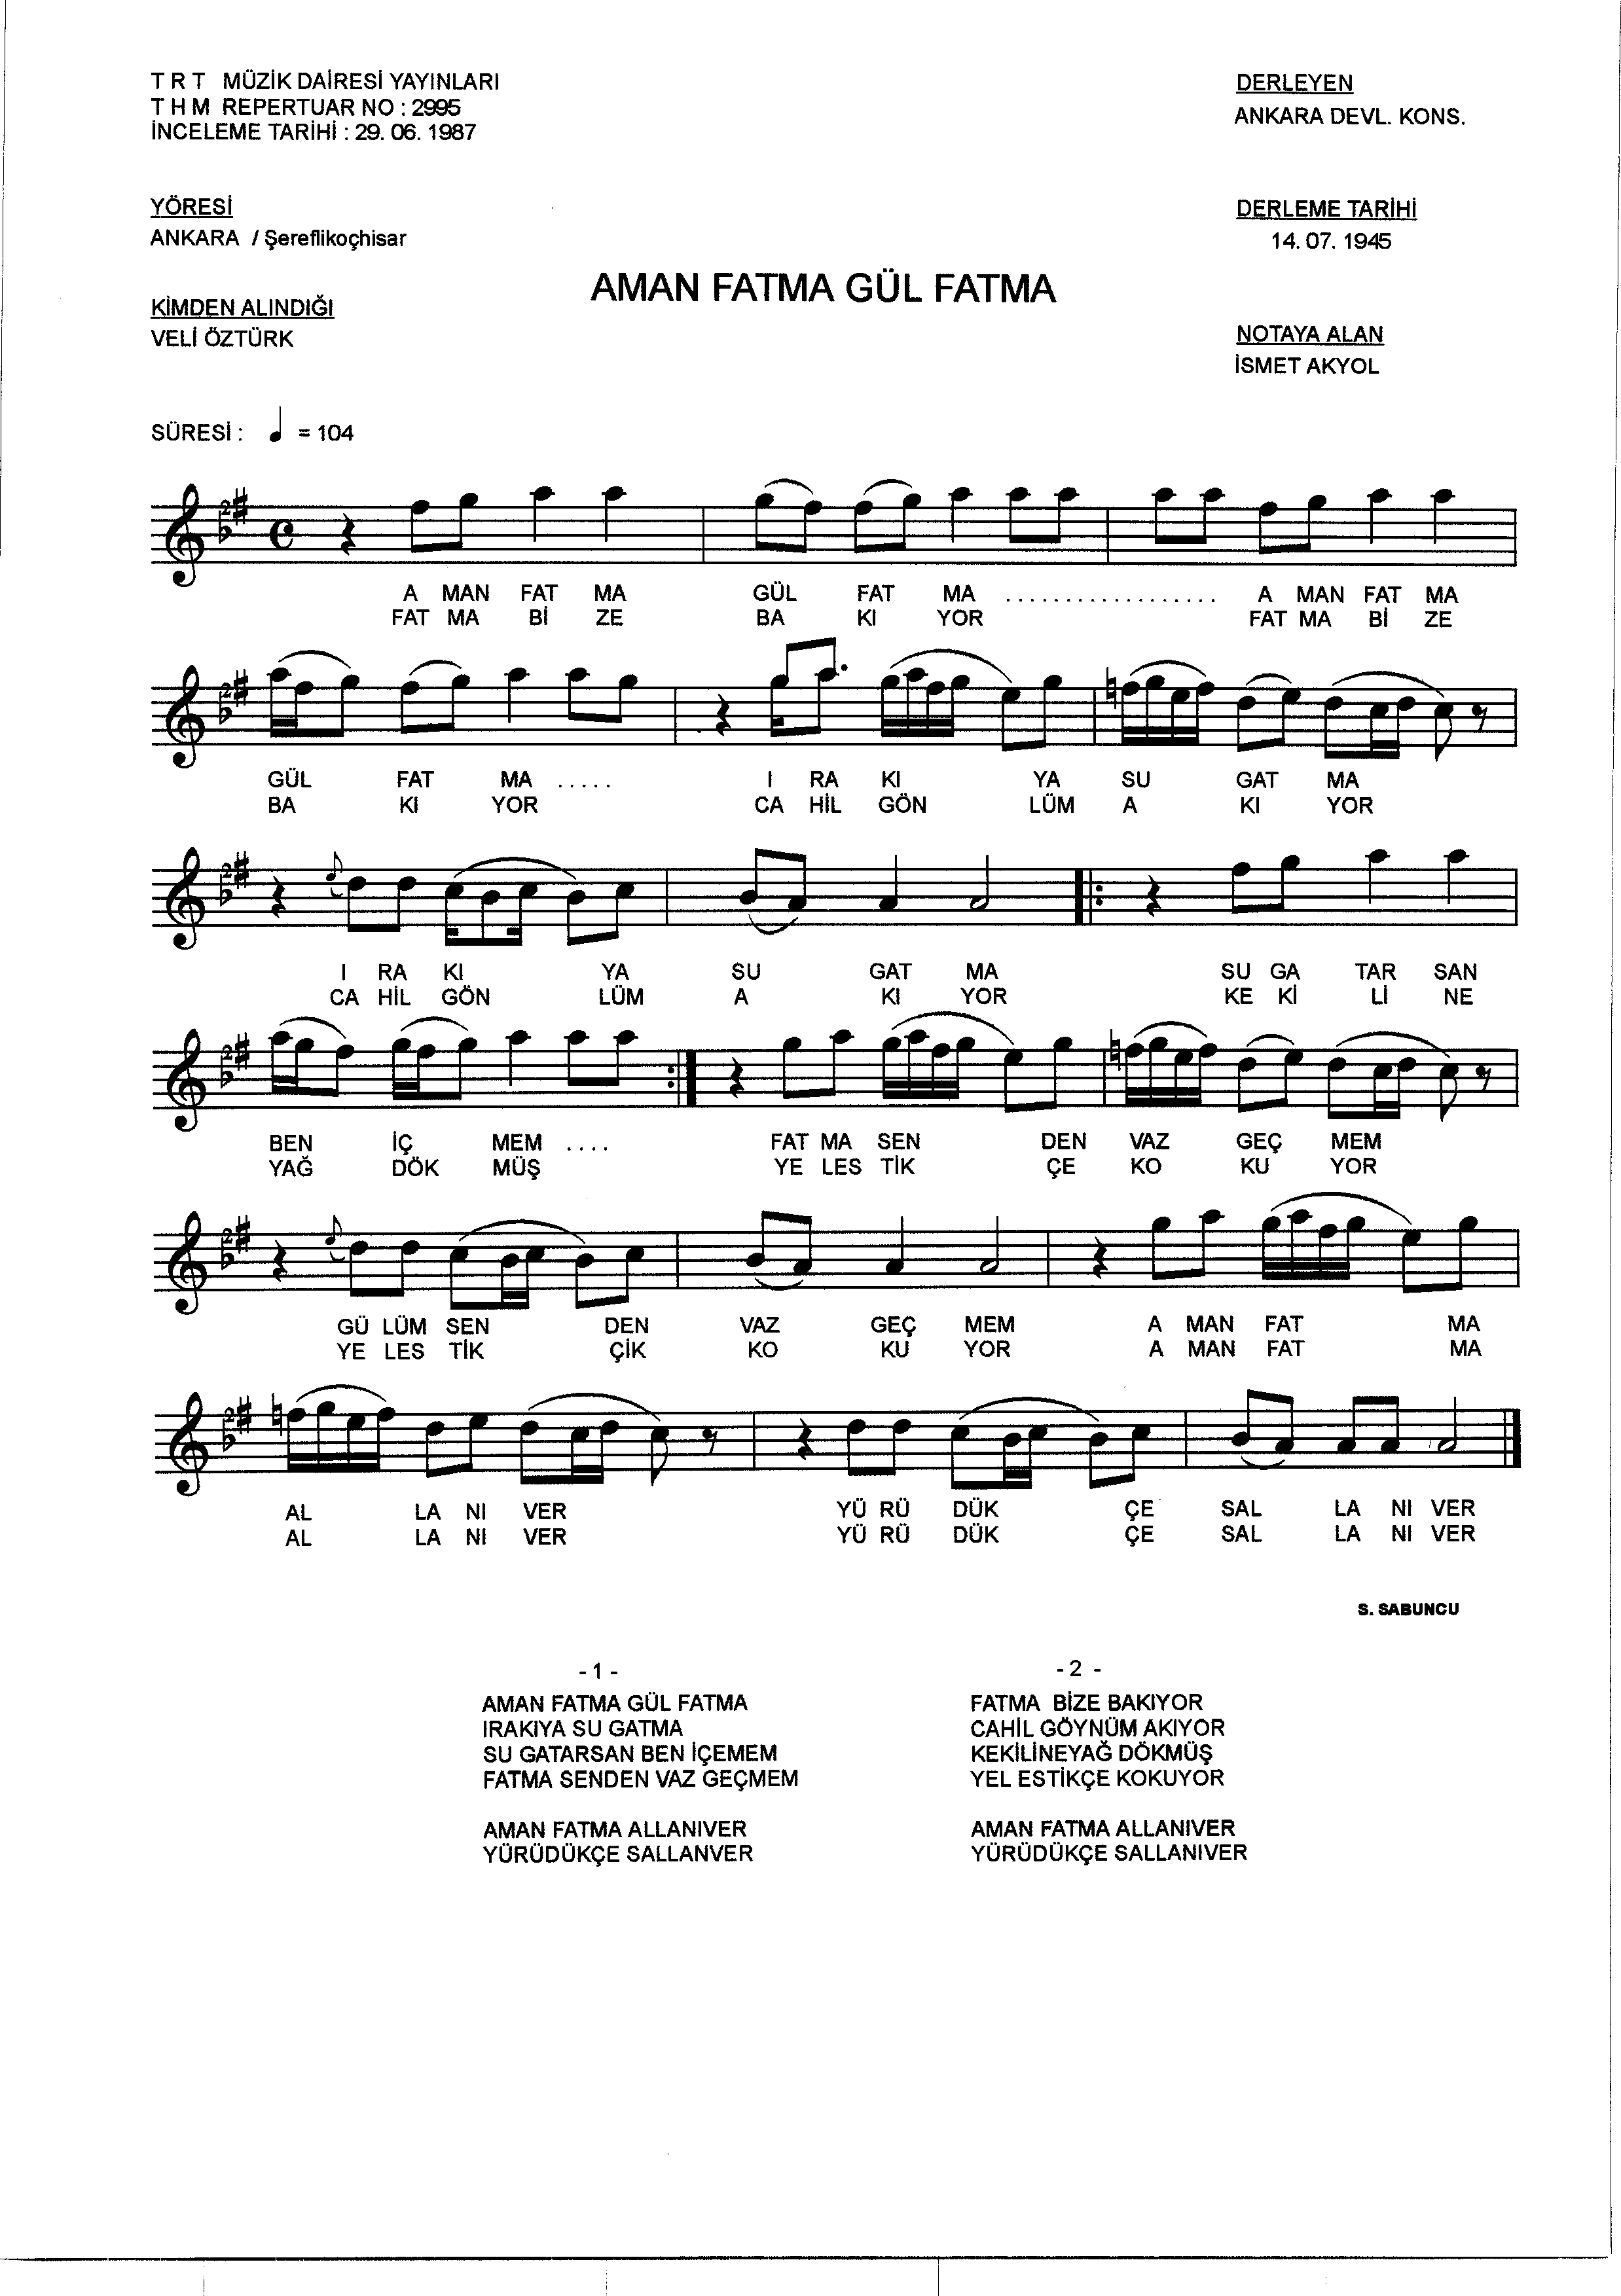 T R T MÜZİK DAİRESİ YAYINLARI
T H M REPERTUAR NO : 2995
İNCELEME TARİHİ : 29. 06. 1987
DERLEYEN
ANKARA DEVL. KONS.
YÖRESİ
ANKARA / Şereflikoçhisar
DERLEME TARİHİ
14. 07. 1945
AMAN FATMA GÜL FATMA
KİMDEN ALINDIĞI
VELİ ÖZTÜRK
NOTAYA ALAN
İSMET AKYOL
SÜRESİ : = 104
A MAN FAT MA GÜL FAT MA . . . . . . . . . . . . . . . . . . A MAN FAT MA
FAT MA Bİ ZE BA KI YOR FAT MA Bİ ZE
GÜL FAT MA . . . . . I RA KI YA SU GAT MA
BA KI YOR CA HİL GÖN LÜM A KI YOR
I RA KI YA SU GAT MA SU GA TAR SAN
CA HİL GÖN LÜM A KI YOR KE Kİ Lİ NE
BEN İÇ MEM . . . . FAT MA SEN DEN VAZ GEÇ MEM
YAĞ DÖK MÜŞ YE LES TİK ÇE KO KU YOR
GÜ LÜM SEN DEN VAZ GEÇ MEM A MAN FAT MA
YE LES TİK ÇİK KO KU YOR A MAN FAT MA
AL LA NI VER YÜ RÜ DÜK ÇE SAL LA NI VER
AL LA NI VER YÜ RÜ DÜK ÇE SAL LA NI VER
S. SABUNCU
- 1 -
AMAN FATMA GÜL FATMA
IRAKIYA SU GATMA
SU GATARSAN BEN İÇEMEM
FATMA SENDEN VAZ GEÇMEM
AMAN FATMA ALLANIVER
YÜRÜDÜKÇE SALLANVER
- 2 -
FATMA BİZE BAKIYOR
CAHİL GÖYNÜM AKIYOR
KEKİLİNEYAĞ DÖKMÜŞ
YEL ESTİKÇE KOKUYOR
AMAN FATMA ALLANIVER
YÜRÜDÜKÇE SALLANIVER